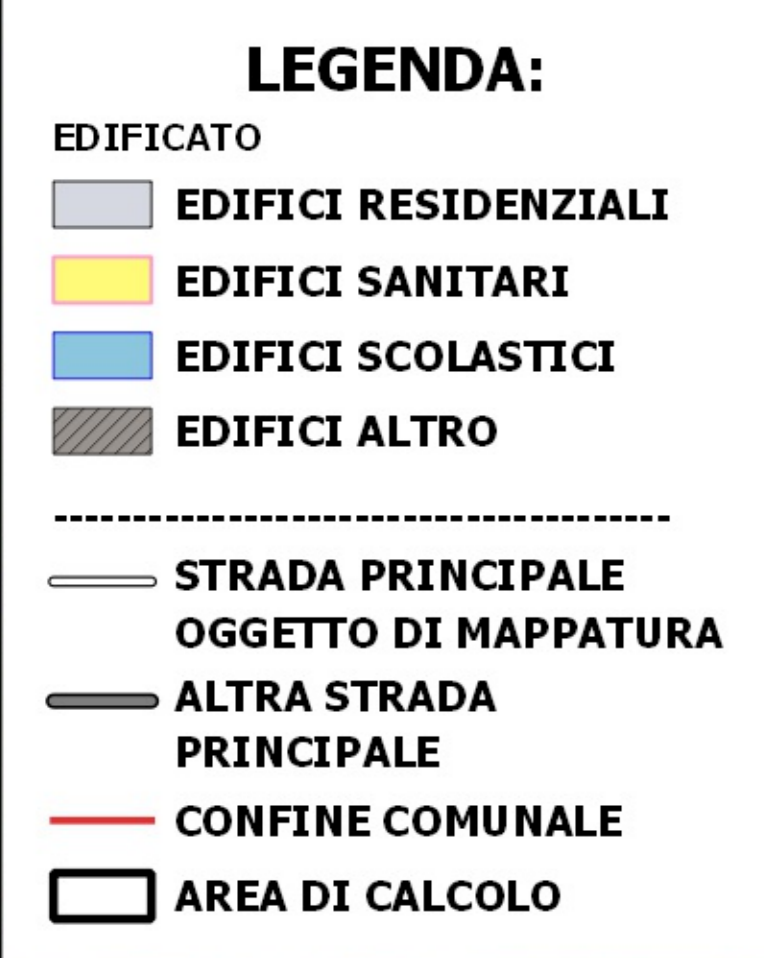 LEGENDA:
EDIFICATO
EDIFICI RESIDENZIALI
EDIFICI SANITARI
EDIFICI SCOLASTICI
EDIFICI ALTRO
---------------------------------------
STRADA PRINCIPALE
OGGETTO DI MAPPATURA
ALTRA STRADA
PRINCIPALE
CONFINE COMUNALE
AREA DI CALCOLO